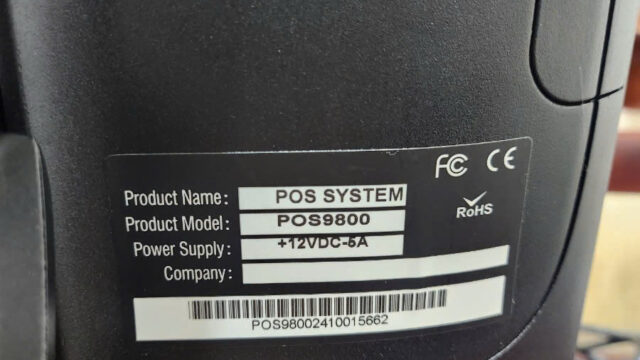 FC CE
Product Name: POS SYSTEM
RoHS
Product Model: POS9800
Power Supply: +12VDC-5A
Company:
POS98002410015662